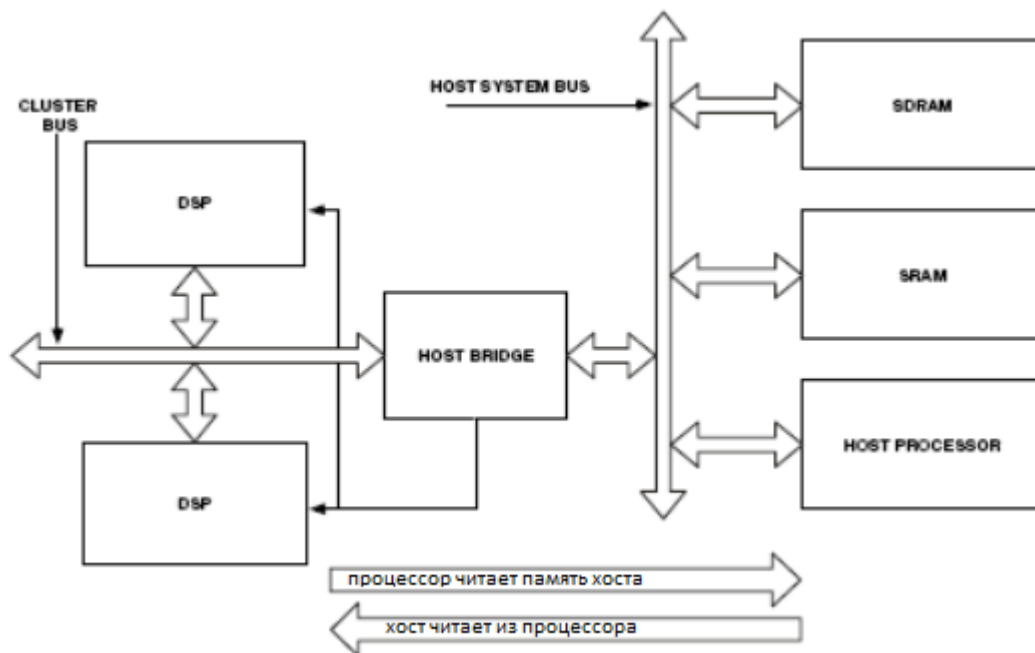 HOST SYSTEM BUS
SDRAM
CLUSTER
BUS
DSP
SRAM
HOST BRIDGE
HOST PROCESSOR
DSP
процессор читает память хоста
хост читает из процессора